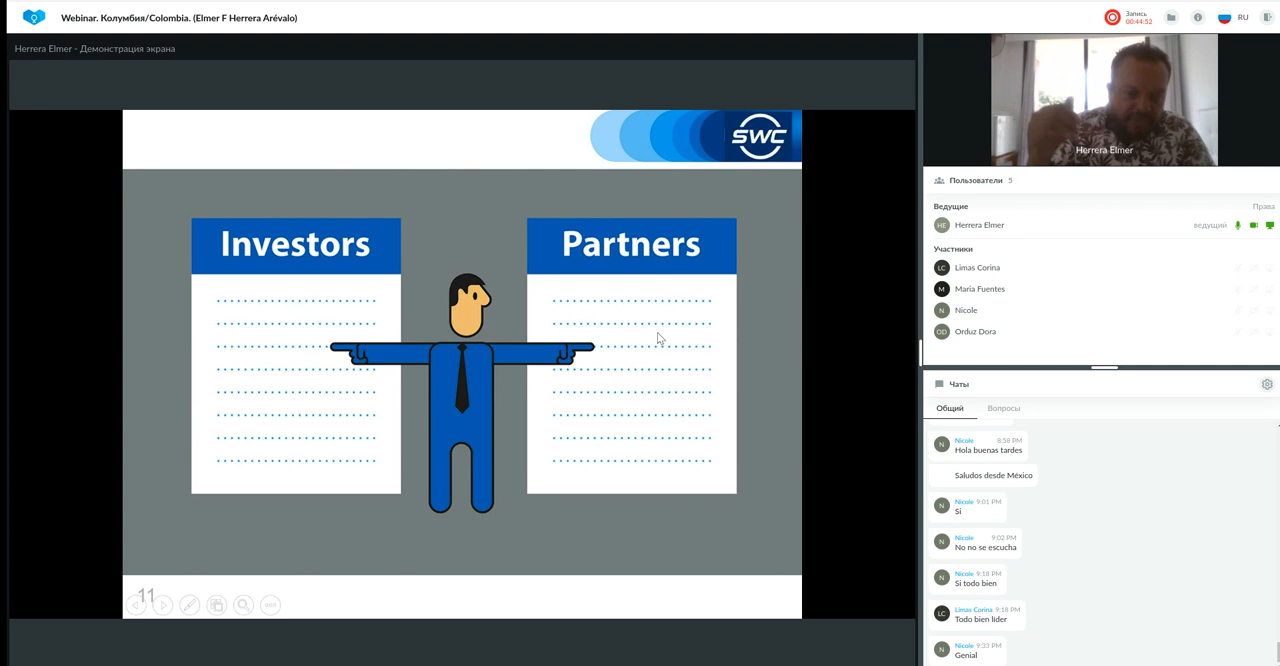 Webinar. Колумбия/Colombia. (Elmer F Herrera Arévalo)
Запись
00:44:52
RU
Herrera Elmer - Демонстрация экрана
SWC
Investors
Partners
11
Herrera Elmer
Пользователи 5
Ведущие Права
HE Herrera Elmer ведущий
Участники
LC Limas Corina
M Maria Fuentes
N Nicole
OD Orduz Dora
Чаты
Общий Вопросы
N Nicole 8:58 PM
Hola buenas tardes
Saludos desde México
N Nicole 9:01 PM
Si
N Nicole 9:02 PM
No no se escucha
N Nicole 9:18 PM
Si todo bien
LC Limas Corina 9:18 PM
Todo bien líder
N Nicole 9:33 PM
Genial